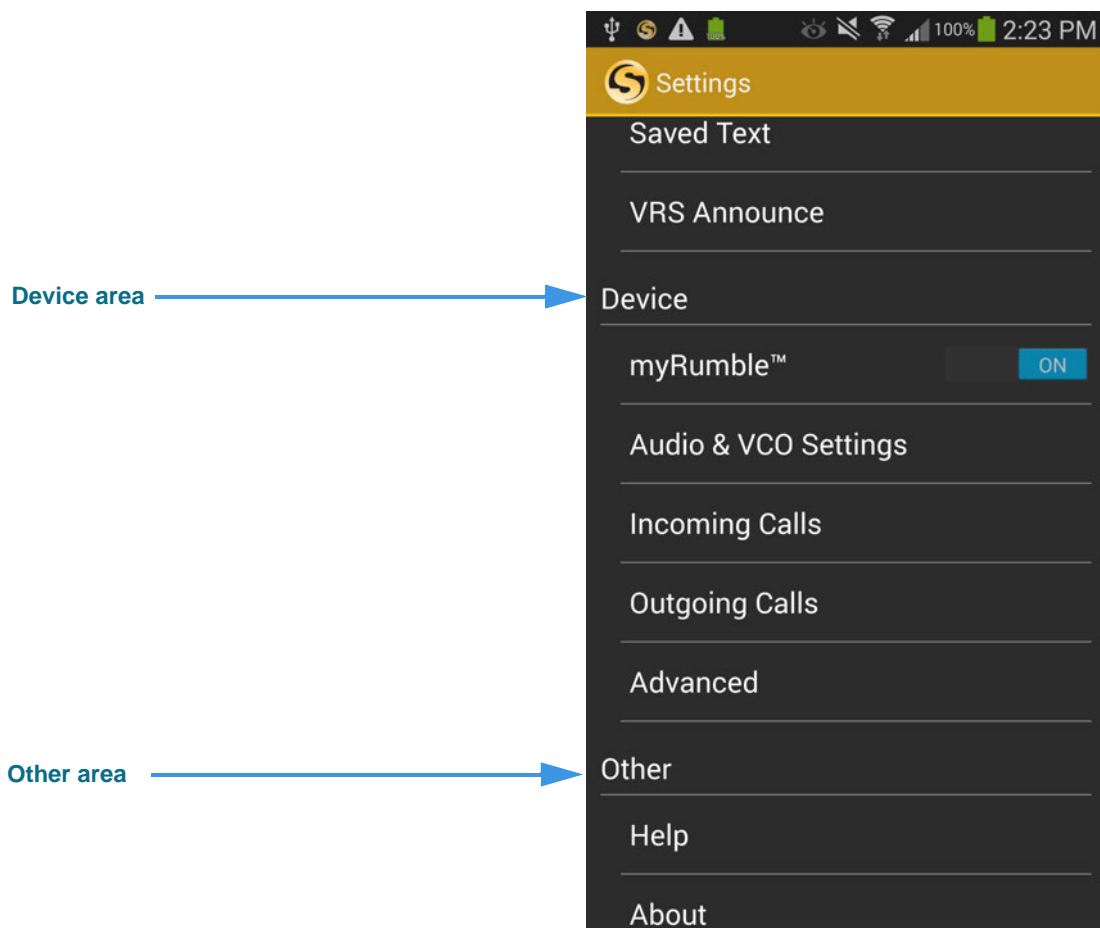 100% 2:23 PM
Settings
Saved Text
VRS Announce
Device area
Device
myRumble™ ON
Audio & VCO Settings
Incoming Calls
Outgoing Calls
Advanced
Other area
Other
Help
About